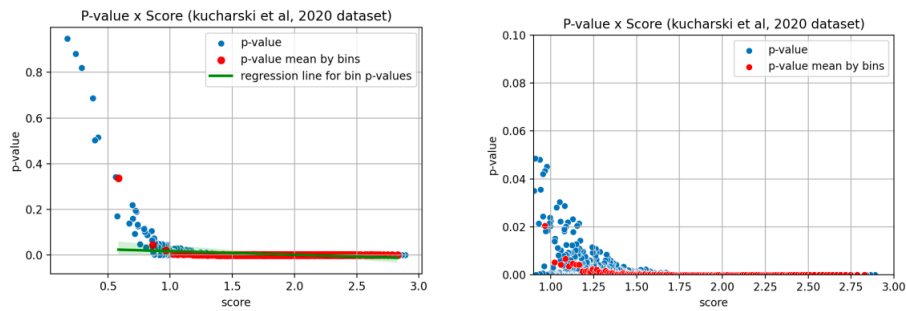 P-value x Score (kucharski et al, 2020 dataset)
p-value
p-value mean by bins
regression line for bin p-values
0.8
0.6
0.4
0.2
0.0
p-value
0.5 1.0 1.5 2.0 2.5 3.0
score
P-value x Score (kucharski et al, 2020 dataset)
0.10
p-value
p-value mean by bins
0.08
0.06
0.04
0.02
0.00
p-value
1.00 1.25 1.50 1.75 2.00 2.25 2.50 2.75 3.00
score